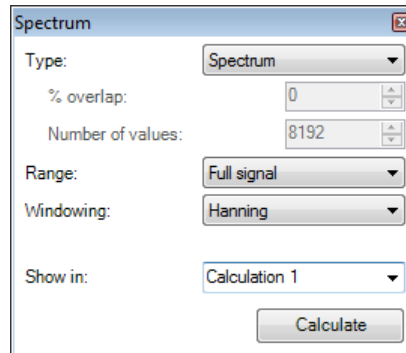 Spectrum
Type: Spectrum
% overlap: 0
Number of values: 8192
Range: Full signal
Windowing: Hanning
Show in: Calculation 1
Calculate